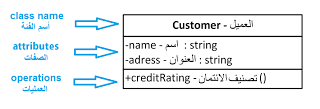 class name
اسم الفئة
Customer - العميل
attributes
الصفات
-name - اسم : string
-adress - العنوان : string
operations
العمليات
+creditRating - تصنيف الائتمان ()